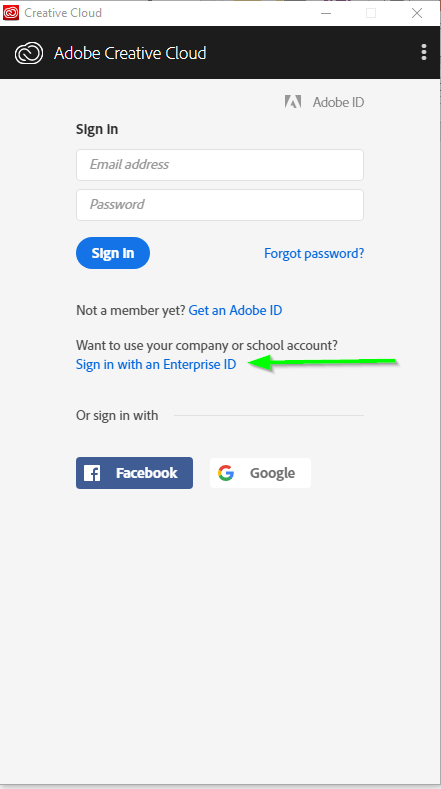 Creative Cloud
Adobe Creative Cloud
Adobe ID
Sign in
Email address
Password
Sign in
Forgot password?
Not a member yet? Get an Adobe ID
Want to use your company or school account?
Sign in with an Enterprise ID
Or sign in with
Facebook
Google